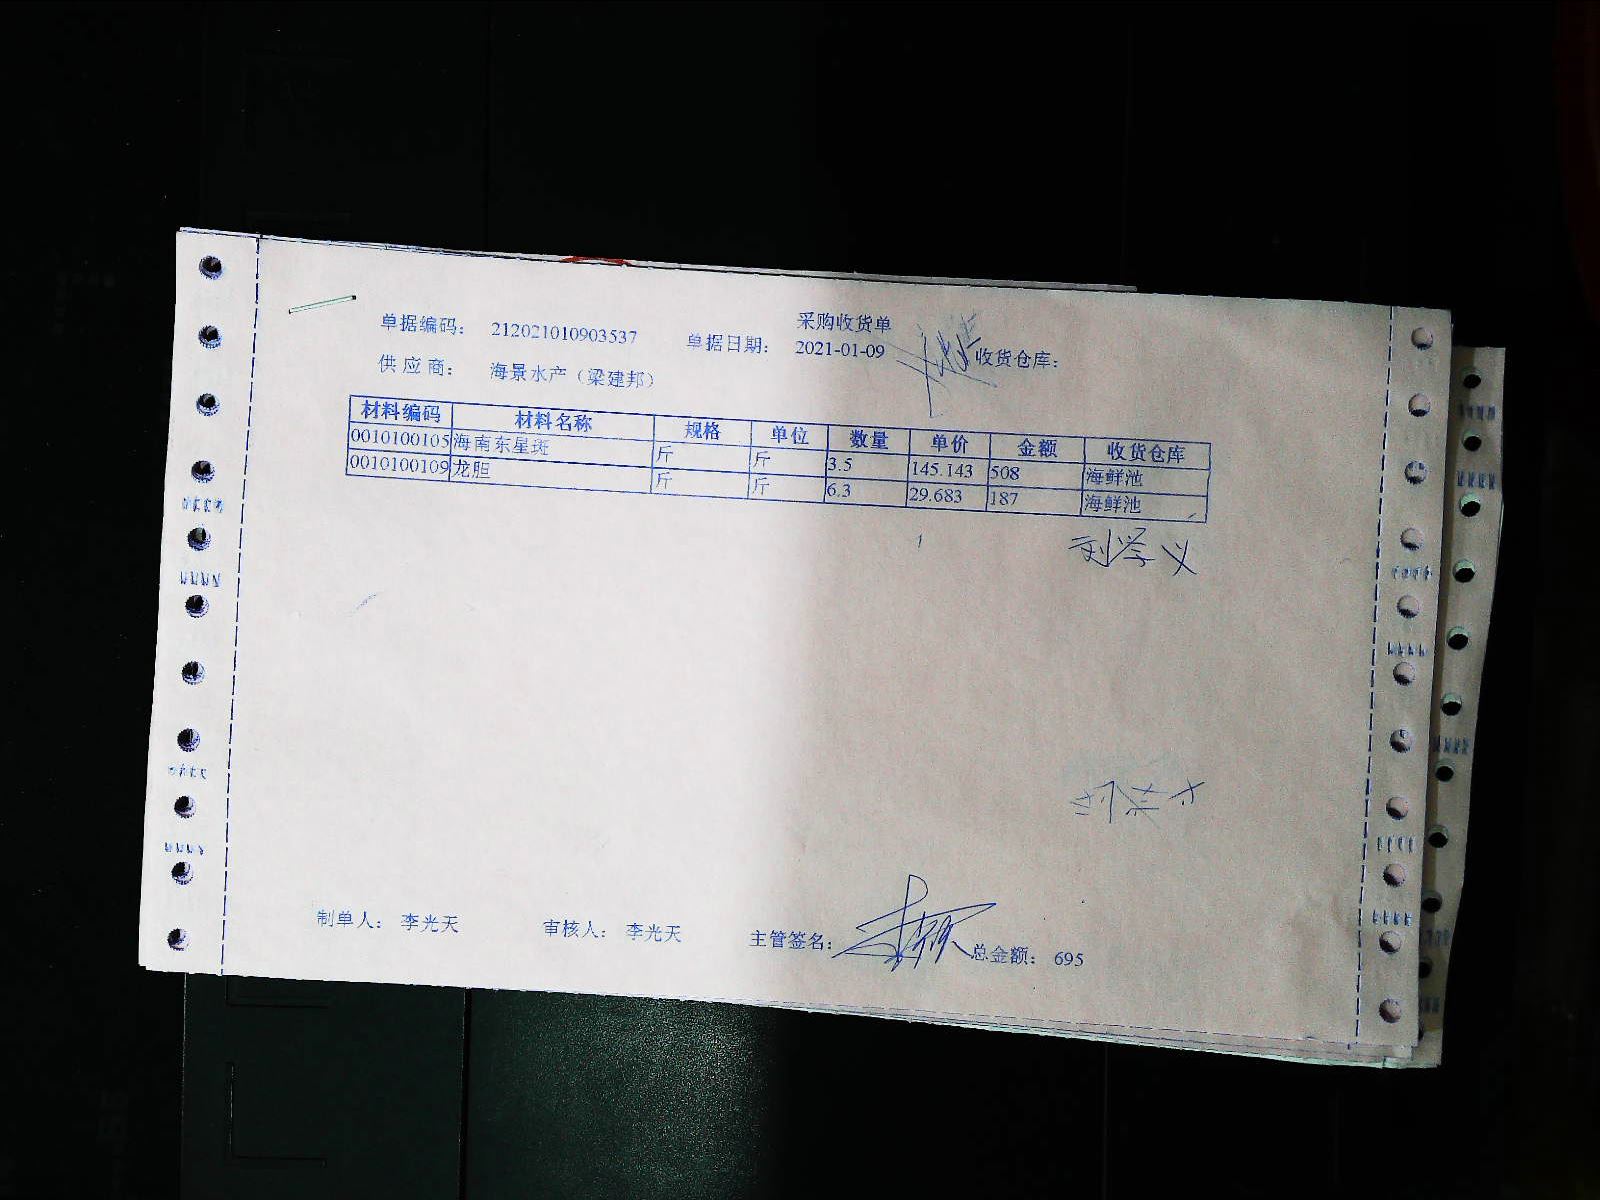 采购收货单
单据编码： 212021010903537 单据日期： 2021-01-09 收货仓库：
供应商： 海景水产（梁建邦）
材料编码 材料名称 规格 单位 数量 单价 金额 收货仓库
0010100105 海南东星斑 斤 斤 3.5 145.143 508 海鲜池
0010100109 龙胆 斤 斤 6.3 29.683 187 海鲜池
刘学义
制单人： 李光天 审核人： 李光天 主管签名： 总金额： 695